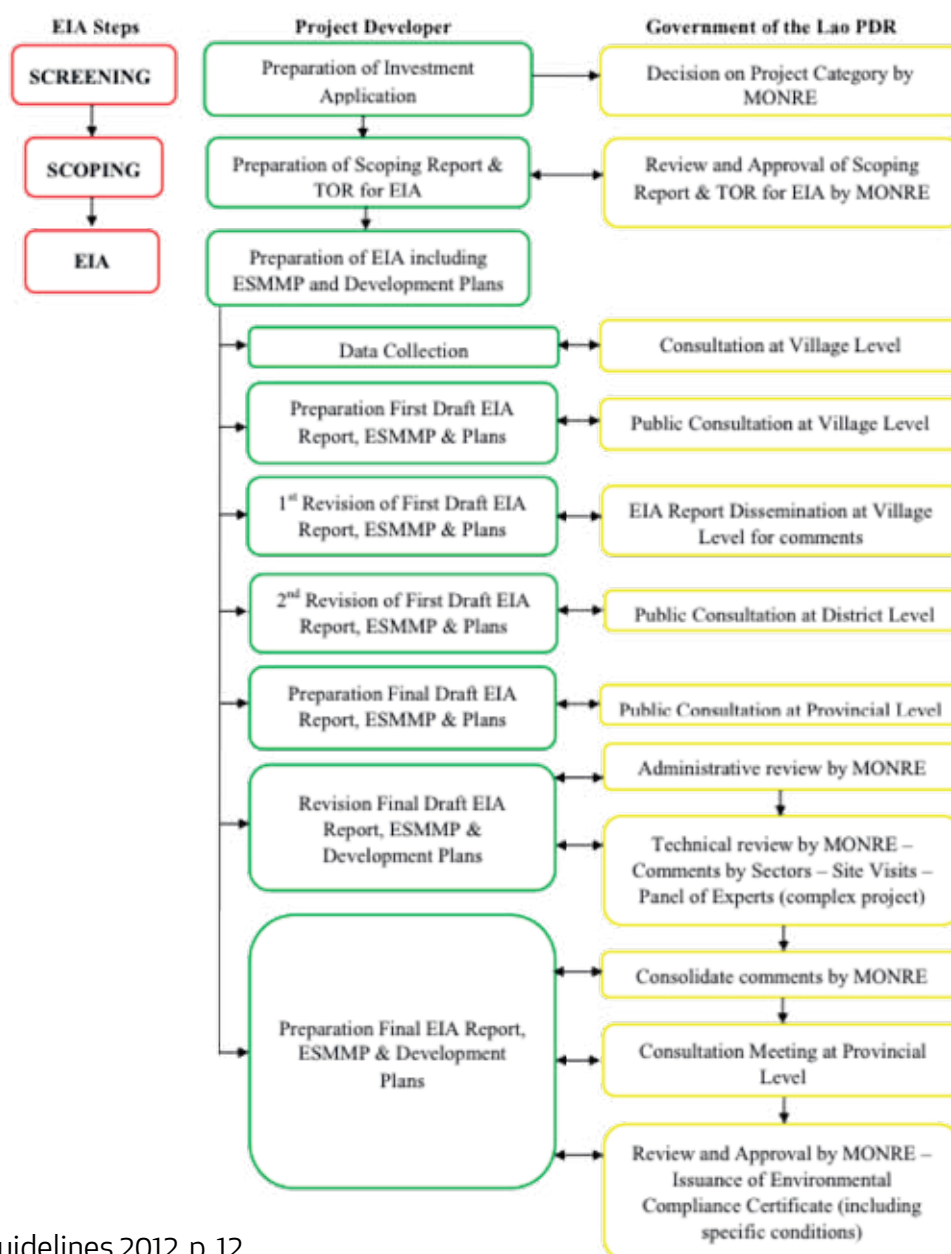 EIA Steps
Project Developer
Government of the Lao PDR
SCREENING
Preparation of Investment
Application
Decision on Project Category by
MONRE
SCOPING
Preparation of Scoping Report &
TOR for EIA
Review and Approval of Scoping
Report & TOR for EIA by MONRE
EIA
Preparation of EIA including
ESMMP and Development Plans
Data Collection
Consultation at Village Level
Preparation First Draft EIA
Report, ESMMP & Plans
Public Consultation at Village Level
1st Revision of First Draft EIA
Report, ESMMP & Plans
EIA Report Dissemination at Village
Level for comments
2nd Revision of First Draft EIA
Report, ESMMP & Plans
Public Consultation at District Level
Preparation Final Draft EIA
Report, ESMMP & Plans
Public Consultation at Provincial Level
Revision Final Draft EIA
Report, ESMMP &
Development Plans
Administrative review by MONRE
Technical review by MONRE –
Comments by Sectors – Site Visits –
Panel of Experts (complex project)
Preparation Final EIA Report,
ESMMP & Development
Plans
Consolidate comments by MONRE
Consultation Meeting at Provincial
Level
Review and Approval by MONRE –
Issuance of Environmental
Compliance Certificate (including
specific conditions)
uidelines 2012, p. 12